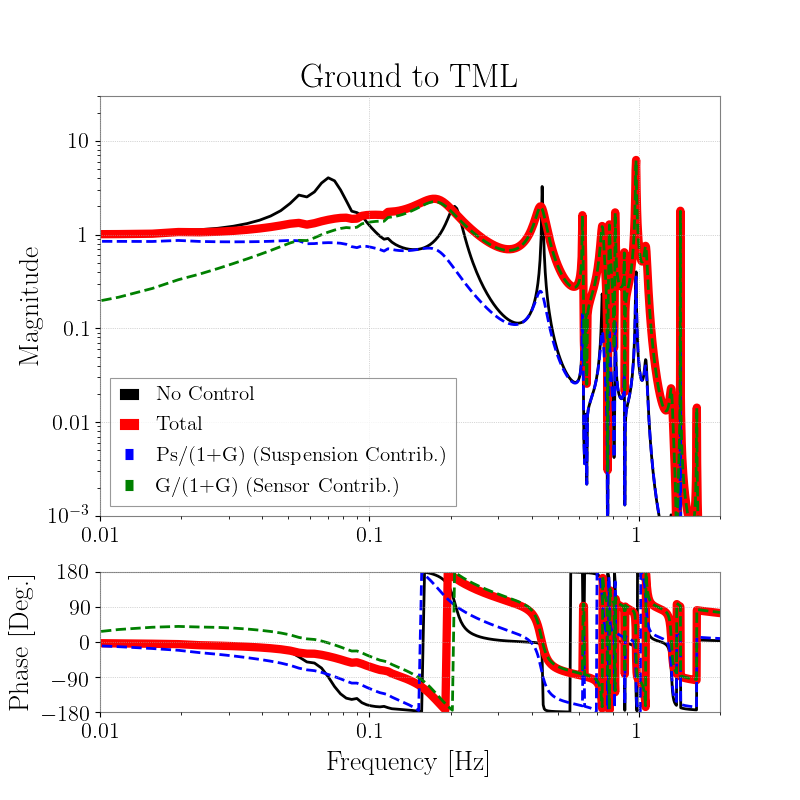 Ground to TML
Magnitude
10
1
0.1
0.01
10⁻³
No Control
Total
Ps/(1+G) (Suspension Contrib.)
G/(1+G) (Sensor Contrib.)
0.01 0.1 1
Phase [Deg.]
180
90
0
−90
−180
0.01 0.1 1
Frequency [Hz]